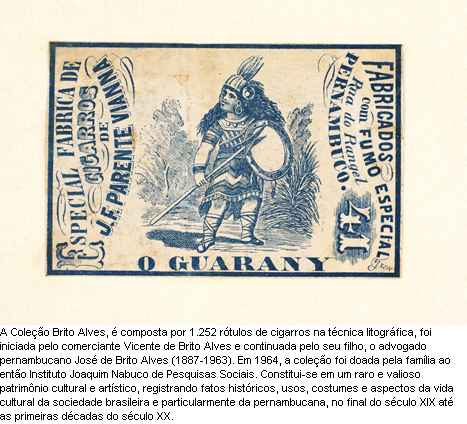 ESPECIAL FABRICA DE
CIGARROS
DE
J.F. PARENTE VIANNA
FABRICADOS
com FUMO ESPECIAL
Rua do Rangel
41
PERNAMBUCO.
O GUARANY
A Coleção Brito Alves, é composta por 1.252 rótulos de cigarros na técnica litográfica, foi
iniciada pelo comerciante Vicente de Brito Alves e continuada pelo seu filho, o advogado
pernambucano José de Brito Alves (1887-1963). Em 1964, a coleção foi doada pela família ao
então Instituto Joaquim Nabuco de Pesquisas Sociais. Constitui-se em um raro e valioso
patrimônio cultural e artístico, registrando fatos históricos, usos, costumes e aspectos da vida
cultural da sociedade brasileira e particularmente da pernambucana, no final do século XIX até
as primeiras décadas do século XX.